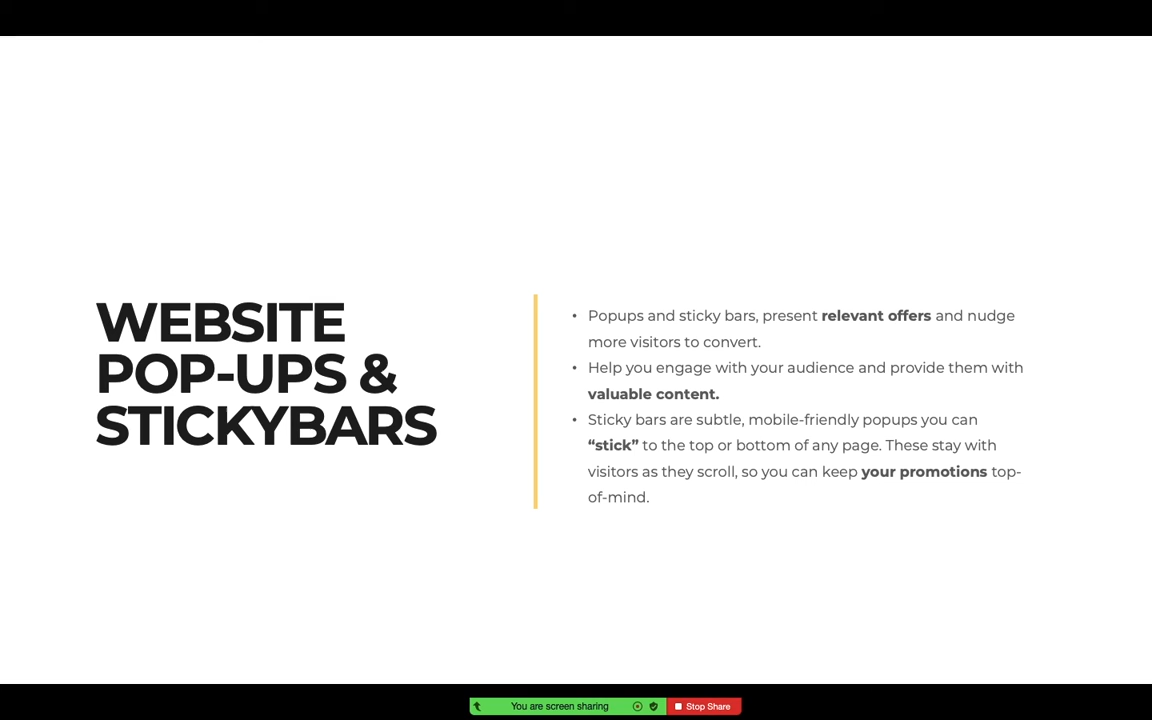 WEBSITE
POP-UPS &
STICKYBARS
• Popups and sticky bars, present relevant offers and nudge
more visitors to convert.
• Help you engage with your audience and provide them with
valuable content.
• Sticky bars are subtle, mobile-friendly popups you can
“stick” to the top or bottom of any page. These stay with
visitors as they scroll, so you can keep your promotions top-
of-mind.
You are screen sharing
Stop Share